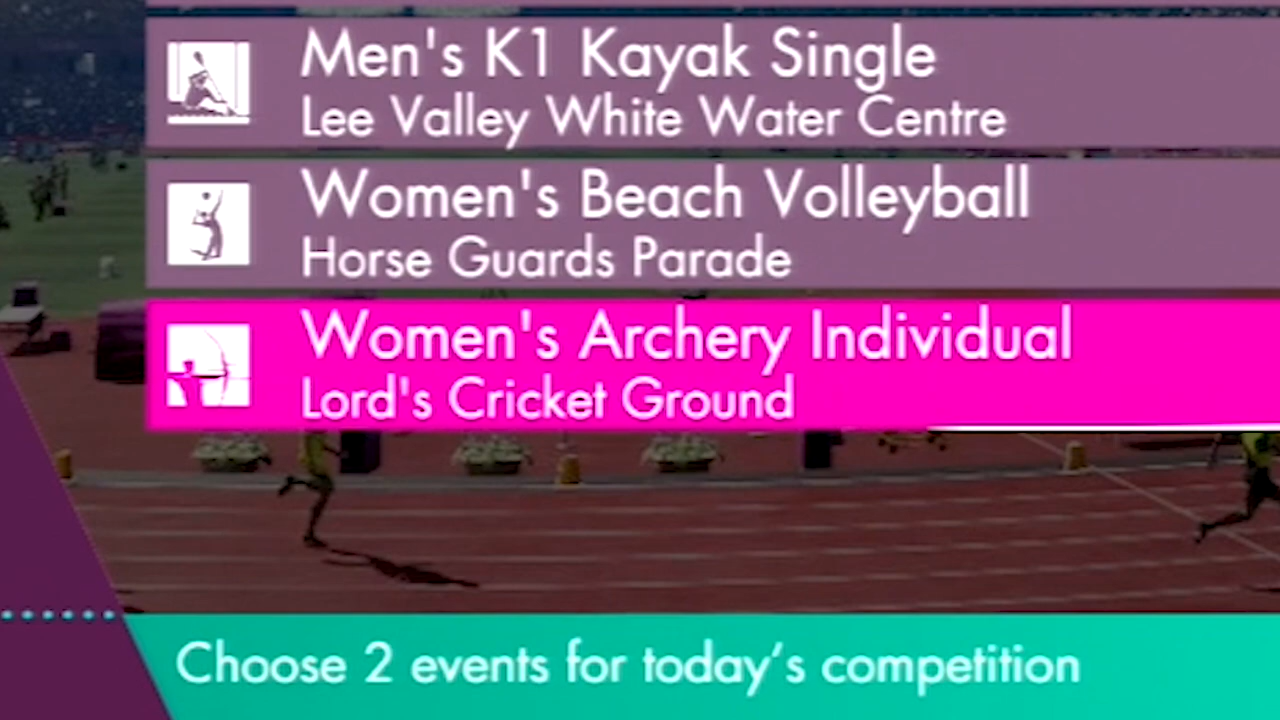 Men's K1 Kayak Single
Lee Valley White Water Centre
Women's Beach Volleyball
Horse Guards Parade
Women's Archery Individual
Lord's Cricket Ground
Choose 2 events for today's competition